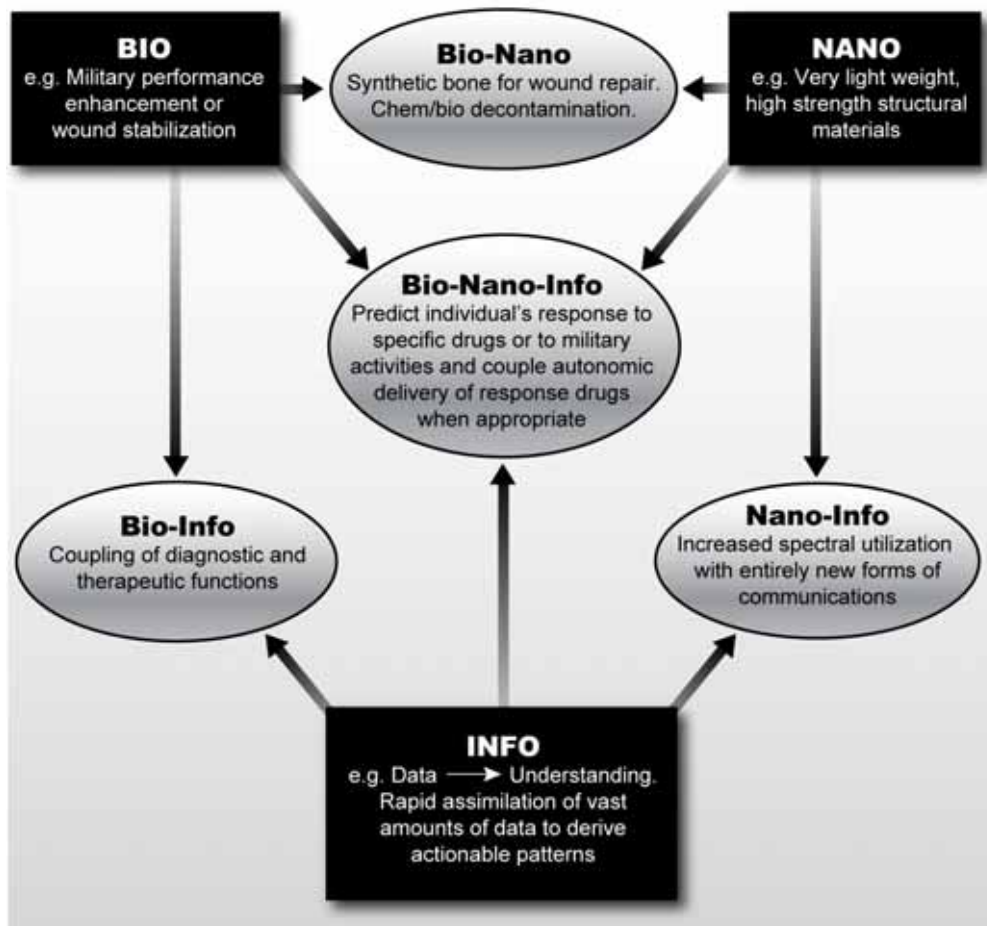 BIO
e.g. Military performance
enhancement or
wound stabilization
Bio-Nano
Synthetic bone for wound repair.
Chem/bio decontamination.
NANO
e.g. Very light weight,
high strength structural
materials
Bio-Nano-Info
Predict individual's response to
specific drugs or to military
activities and couple autonomic
delivery of response drugs
when appropriate
Bio-Info
Coupling of diagnostic and
therapeutic functions
Nano-Info
Increased spectral utilization
with entirely new forms of
communications
INFO
e.g. Data → Understanding.
Rapid assimilation of vast
amounts of data to derive
actionable patterns